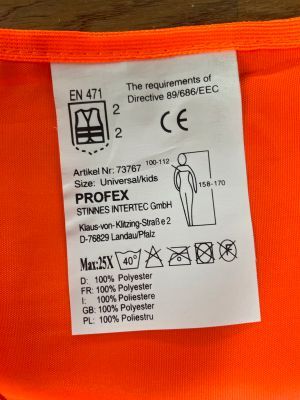 EN 471
2
2
The requirements of
Directive 89/686/EEC
CE
Artikel Nr: 73767
Size: Universal/kids
100-112
158-170
PROFEX
STINNES INTERTEC GmbH
Klaus-von-Klitzing-Straße 2
D-76829 Landau/Pfalz
Max:25X 40°
D: 100% Polyester
FR: 100% Polyester
I: 100% Poliestere
GB: 100% Polyester
PL: 100% Poliestru